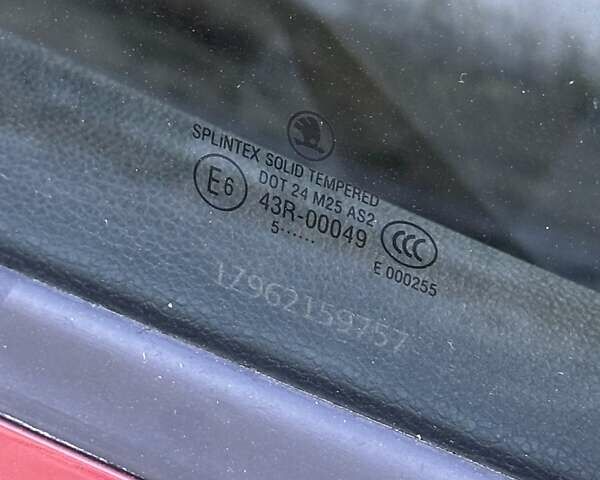 SPLINTEX SOLID TEMPERED
DOT 24 M25 AS2
E6
43R-00049
5······
CCC
E 000255
1Z962159757